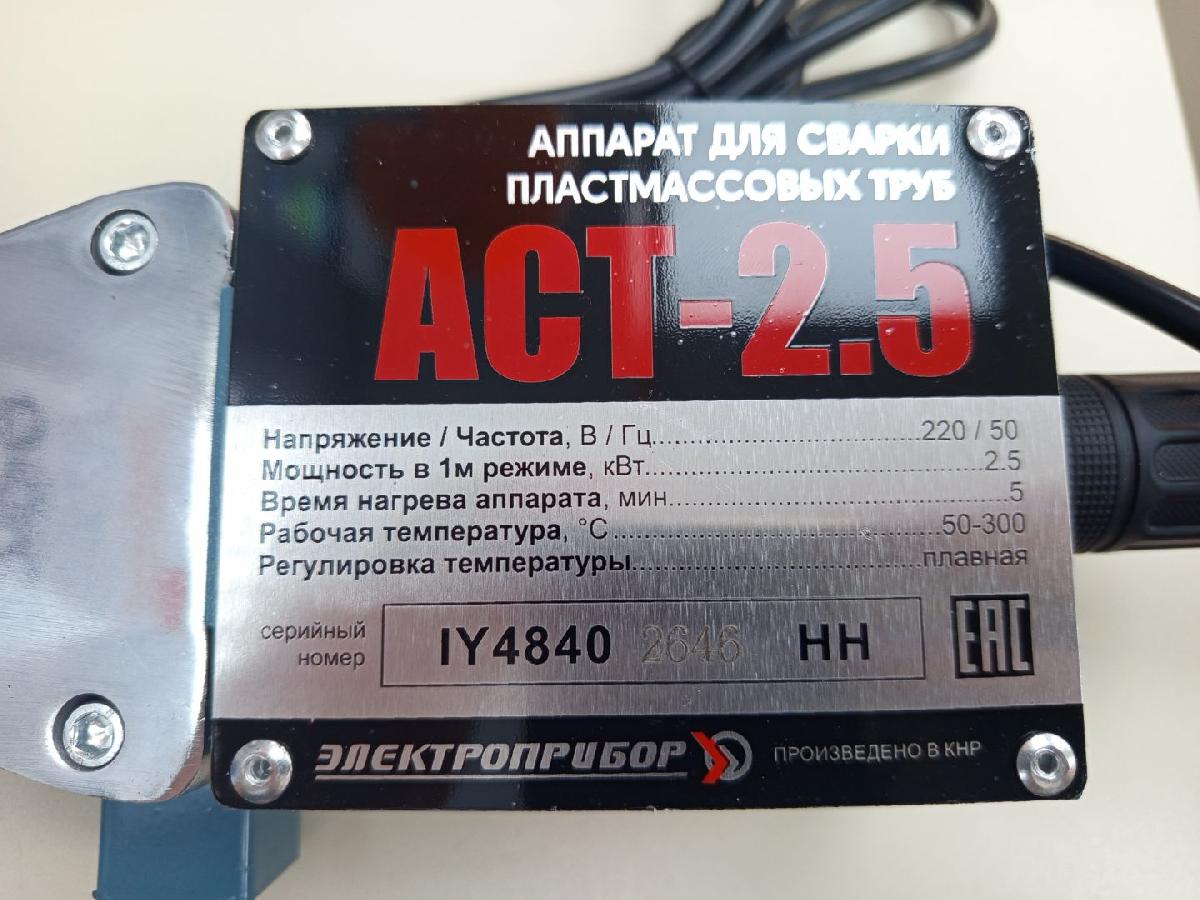 АППАРАТ ДЛЯ СВАРКИ
ПЛАСТМАССОВЫХ ТРУБ
АСТ-2.5
Напряжение / Частота, В / Гц........................220 / 50
Мощность в 1м режиме, кВт..............................2.5
Время нагрева аппарата, мин..............................5
Рабочая температура, °C..............................50-300
Регулировка температуры..........................плавная
серийный
номер
IY4840 2646 НН
EAC
ЭЛЕКТРОПРИБОР
ПРОИЗВЕДЕНО В КНР